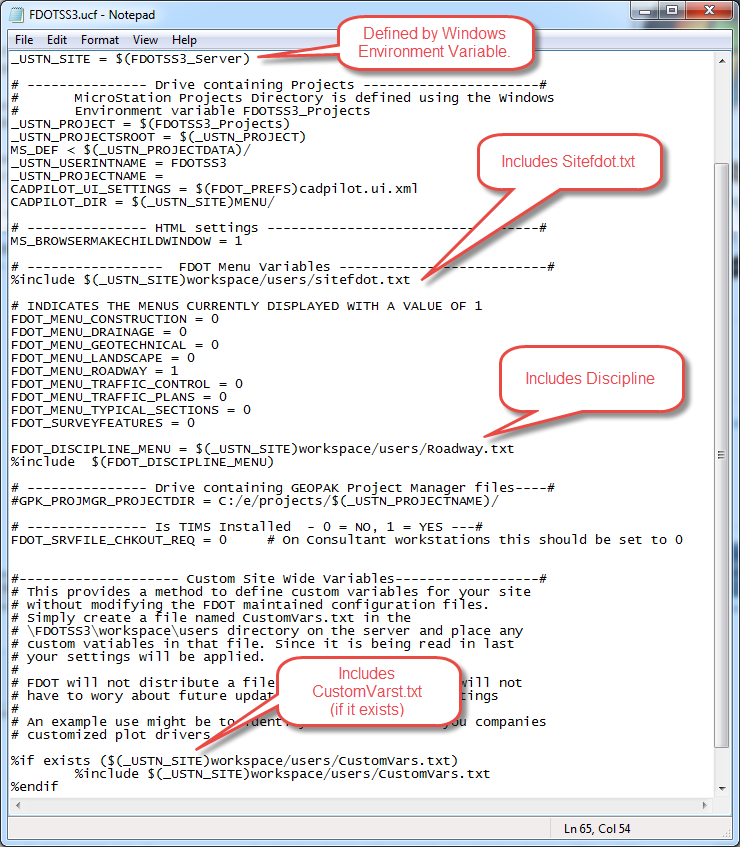 FDOTSS3.ucf - Notepad
File Edit Format View Help
_USTN_SITE = $(FDOTSS3_Server)
Defined by Windows
Environment Variable.
# --------------- Drive containing Projects ----------------------#
#       MicroStation Projects Directory is defined using the Windows
#       Environment variable FDOTSS3_Projects
_USTN_PROJECT = $(FDOTSS3_Projects)
_USTN_PROJECTSROOT = $(_USTN_PROJECT)
MS_DEF < $(_USTN_PROJECTDATA)/
_USTN_USERINTNAME = FDOTSS3
_USTN_PROJECTNAME =
CADPILOT_UI_SETTINGS = $(FDOT_PREFS)cadpilot.ui.xml
CADPILOT_DIR = $(_USTN_SITE)MENU/
Includes Sitefdot.txt
# --------------- HTML settings ----------------------------------#
MS_BROWSERMAKECHILDWINDOW = 1
# -----------------  FDOT Menu Variables --------------------------#
%include $(_USTN_SITE)workspace/users/sitefdot.txt
# INDICATES THE MENUS CURRENTLY DISPLAYED WITH A VALUE OF 1
FDOT_MENU_CONSTRUCTION = 0
FDOT_MENU_DRAINAGE = 0
FDOT_MENU_GEOTECHNICAL = 0
FDOT_MENU_LANDSCAPE = 0
FDOT_MENU_ROADWAY = 1
FDOT_MENU_TRAFFIC_CONTROL = 0
FDOT_MENU_TRAFFIC_PLANS = 0
FDOT_MENU_TYPICAL_SECTIONS = 0
FDOT_SURVEYFEATURES = 0
Includes Discipline
FDOT_DISCIPLINE_MENU = $(_USTN_SITE)workspace/users/Roadway.txt
%include  $(FDOT_DISCIPLINE_MENU)
# --------------- Drive containing GEOPAK Project Manager files----#
#GPK_PROJMGR_PROJECTDIR = C:/e/projects/$(_USTN_PROJECTNAME)/
# --------------- Is TIMS Installed  - 0 = NO, 1 = YES ---#
FDOT_SRVFILE_CHKOUT_REQ = 0     # On Consultant workstations this should be set to 0
#-------------------- Custom Site Wide Variables------------------#
# This provides a method to define custom variables for your site
# without modifying the FDOT maintained configuration files.
# Simply create a file named CustomVars.txt in the
# \FDOTSS3\workspace\users directory on the server and place any
# custom vatiables in that file. Since it is being read in last
# your settings will be applied.
#
# FDOT will not distribute a file will not
# have to wory about future
#
# An example use might be to you companies
# customized plot drivers
Includes
CustomVarst.txt
(if it exists)
%if exists ($(_USTN_SITE)workspace/users/CustomVars.txt)
        %include $(_USTN_SITE)workspace/users/CustomVars.txt
%endif
Ln 65, Col 54